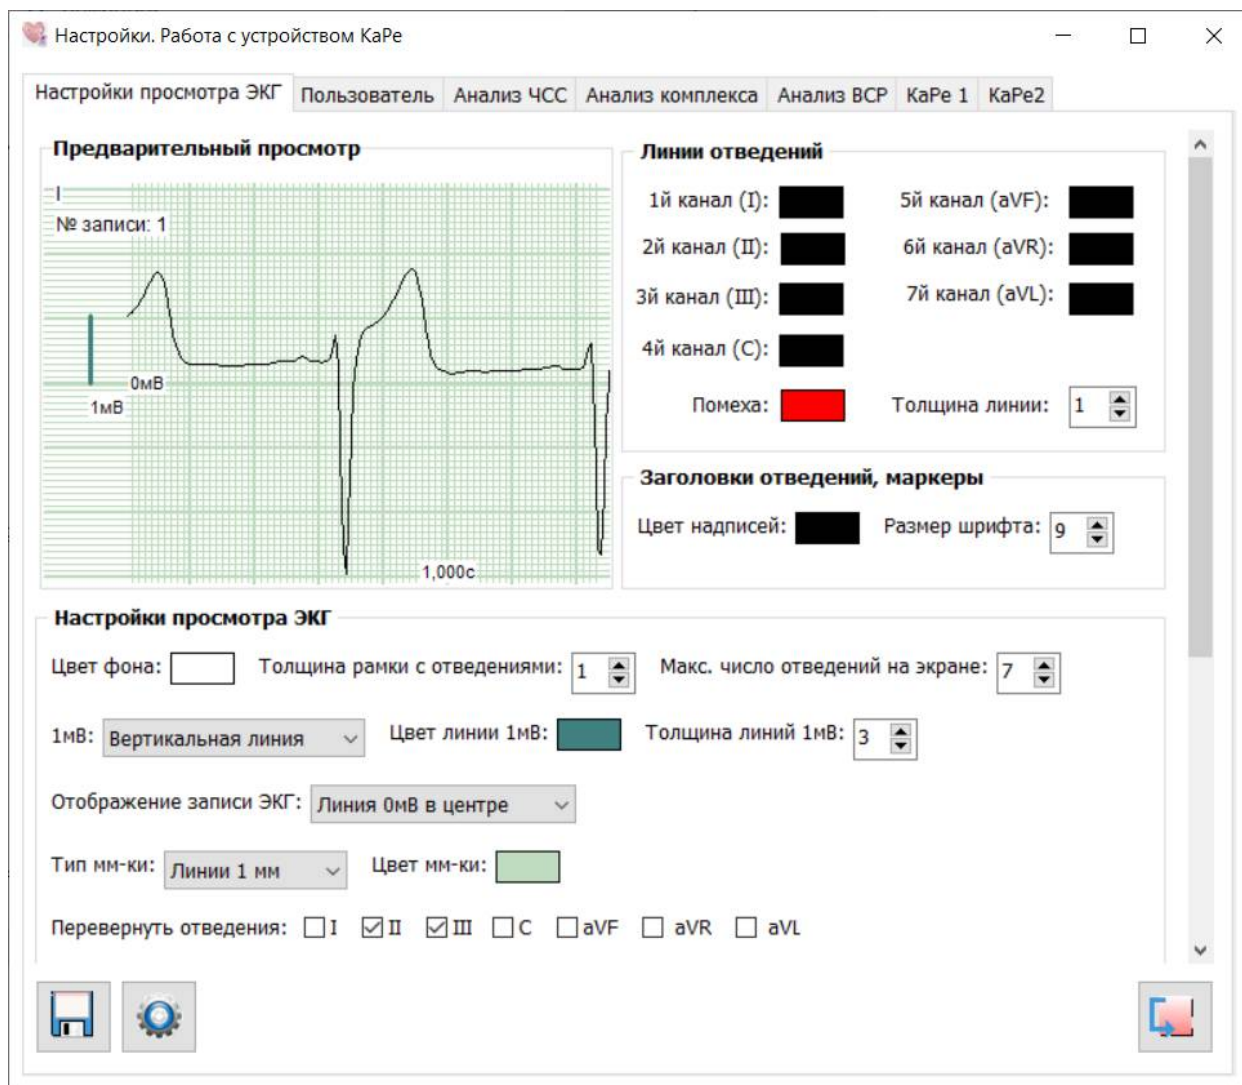 Настройки. Работа с устройством КаРе
Настройки просмотра ЭКГ Пользователь Анализ ЧСС Анализ комплекса Анализ ВСР КаРе 1 КаРе2
Предварительный просмотр
I
№ записи: 1
0мВ
1мВ
1,000с
Линии отведений
1й канал (I): 5й канал (aVF):
2й канал (II): 6й канал (aVR):
3й канал (III): 7й канал (aVL):
4й канал (C):
Помеха: Толщина линии: 1
Заголовки отведений, маркеры
Цвет надписей: Размер шрифта: 9
Настройки просмотра ЭКГ
Цвет фона: Толщина рамки с отведениями: 1 Макс. число отведений на экране: 7
1мВ: Вертикальная линия Цвет линии 1мВ: Толщина линий 1мВ: 3
Отображение записи ЭКГ: Линия 0мВ в центре
Тип мм-ки: Линии 1 мм Цвет мм-ки:
Перевернуть отведения: I II III C aVF aVR aVL